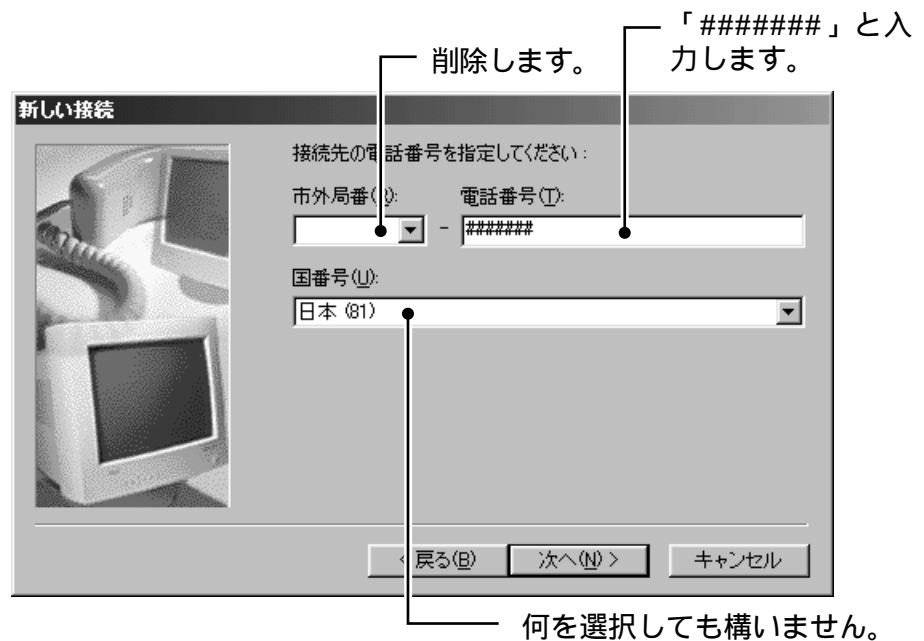 「#######」と入
力します。
削除します。
新しい接続
接続先の電話番号を指定してください:
市外局番(R): 電話番号(T):
- #######
国番号(U):
日本 (81)
< 戻る(B) 次へ(N) > キャンセル
何を選択しても構いません。